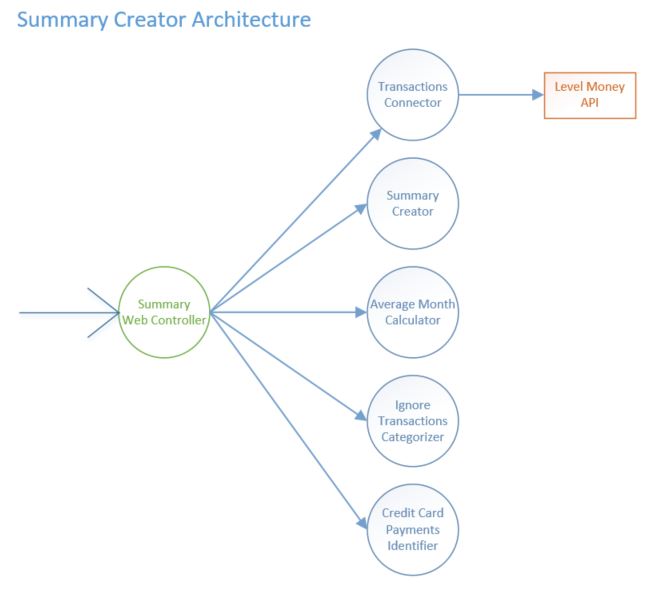 Summary Creator Architecture
Transactions
Connector
Level Money
API
Summary
Creator
Summary
Web Controller
Average Month
Calculator
Ignore
Transactions
Categorizer
Credit Card
Payments
Identifier